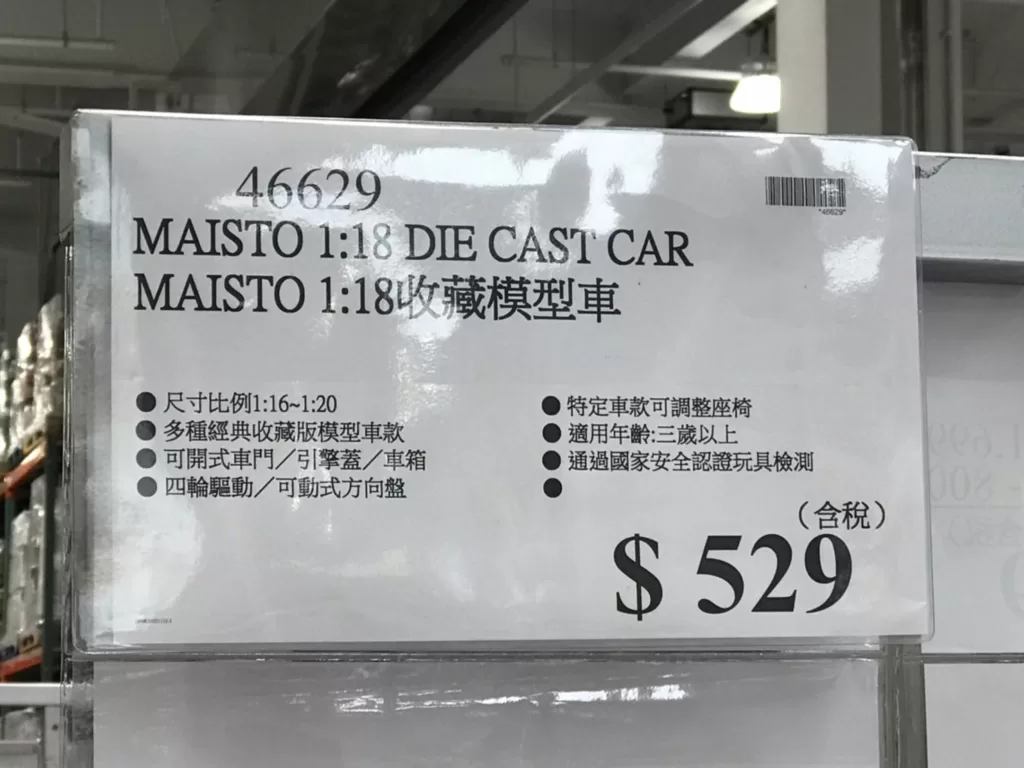 46629
*46629*
MAISTO 1:18 DIE CAST CAR
MAISTO 1:18收藏模型車
● 尺寸比例1:16~1:20
● 多種經典收藏版模型車款
● 可開式車門／引擎蓋／車箱
● 四輪驅動／可動式方向盤
● 特定車款可調整座椅
● 適用年齡:三歲以上
● 通過國家安全認證玩具檢測
●
（含稅）
$ 529